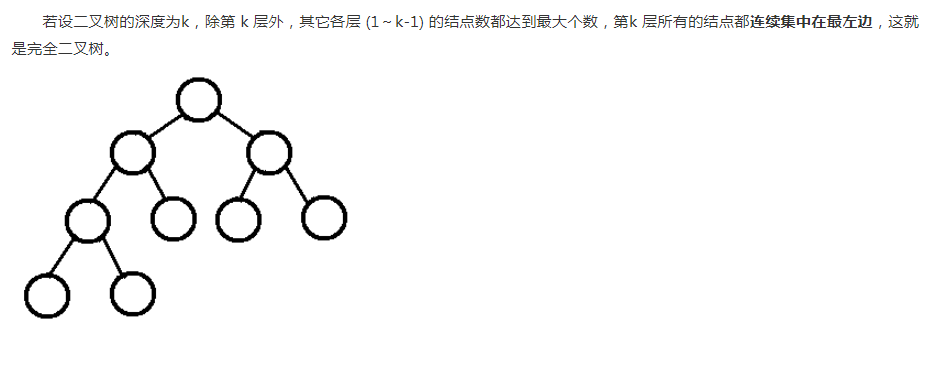 若设二叉树的深度为k，除第 k 层外，其它各层 (1～k-1) 的结点数都达到最大个数，第k 层所有的结点都连续集中在最左边，这就
是完全二叉树。